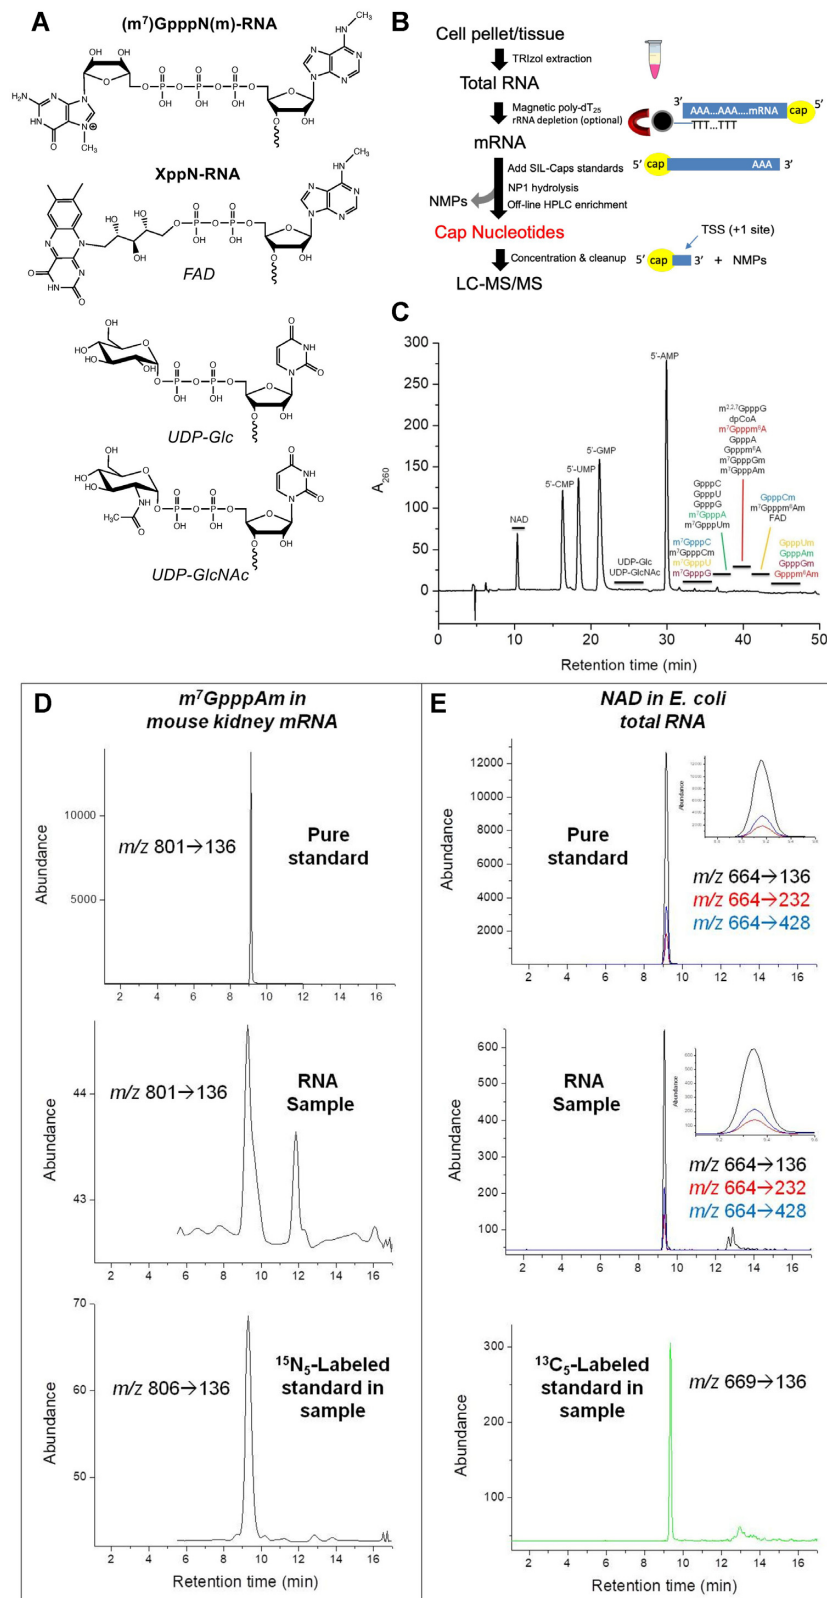 A
(m⁷)GpppN(m)-RNA
XppN-RNA
FAD
UDP-Glc
UDP-GlcNAc
B
Cell pellet/tissue
TRIzol extraction
Total RNA
Magnetic poly-dT₂₅
rRNA depletion (optional)
3′
5′
AAA...AAA....mRNA
cap
TTT...TTT
mRNA
Add SIL-Caps standards
NP1 hydrolysis
Off-line HPLC enrichment
5′ cap
AAA
3′
NMPs
Cap Nucleotides
TSS (+1 site)
Concentration & cleanup
5′ cap 3′ + NMPs
LC-MS/MS
C
300
250
200
150
100
50
0
A₂₆₀
0 10 20 30 40 50
Retention time (min)
NAD
5′-CMP
5′-UMP
5′-GMP
UDP-Glc
UDP-GlcNAc
5′-AMP
m⁷GpppC
m⁷GpppCm
m⁷GpppU
m⁷GpppG
GpppC
GpppU
GpppG
m⁷GpppA
m⁷GpppUm
m²,²,⁷GpppG
dpCoA
m⁷Gpppm⁶A
GpppA
Gpppm⁶A
m⁷GpppGm
m⁷GpppAm
GpppCm
m⁷Gpppm⁶Am
FAD
GpppUm
GpppAm
GpppGm
Gpppm⁶Am
D
m⁷GpppAm in
mouse kidney mRNA
Abundance
10000
5000
m/z 801→136
Pure
standard
2 4 6 8 10 12 14 16
Abundance
44
43
m/z 801→136
RNA
Sample
2 4 6 8 10 12 14 16
Abundance
70
60
50
m/z 806→136
¹⁵N₅-Labeled
standard in
sample
2 4 6 8 10 12 14 16
Retention time (min)
E
NAD in E. coli
total RNA
Abundance
12000
10000
8000
6000
4000
2000
Pure
standard
Abundance
m/z 664→136
m/z 664→232
m/z 664→428
2 4 6 8 10 12 14 16
Abundance
600
500
400
300
200
100
RNA
Sample
Abundance
m/z 664→136
m/z 664→232
m/z 664→428
2 4 6 8 10 12 14 16
Abundance
300
200
100
¹³C₅-Labeled
standard in
sample
m/z 669→136
2 4 6 8 10 12 14 16
Retention time (min)